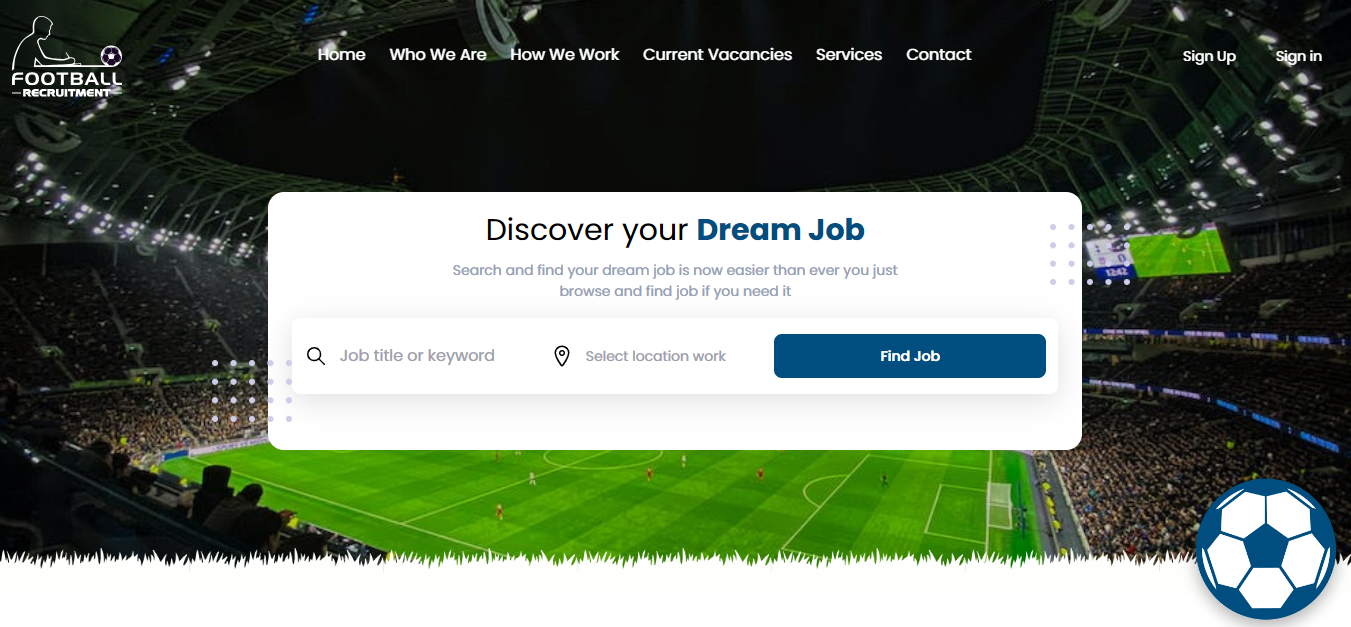 FOOTBALL
RECRUITMENT
Home Who We Are How We Work Current Vacancies Services Contact
Sign Up Sign in
Discover your Dream Job
Search and find your dream job is now easier than ever you just
browse and find job if you need it
Job title or keyword Select location work Find Job
12:42